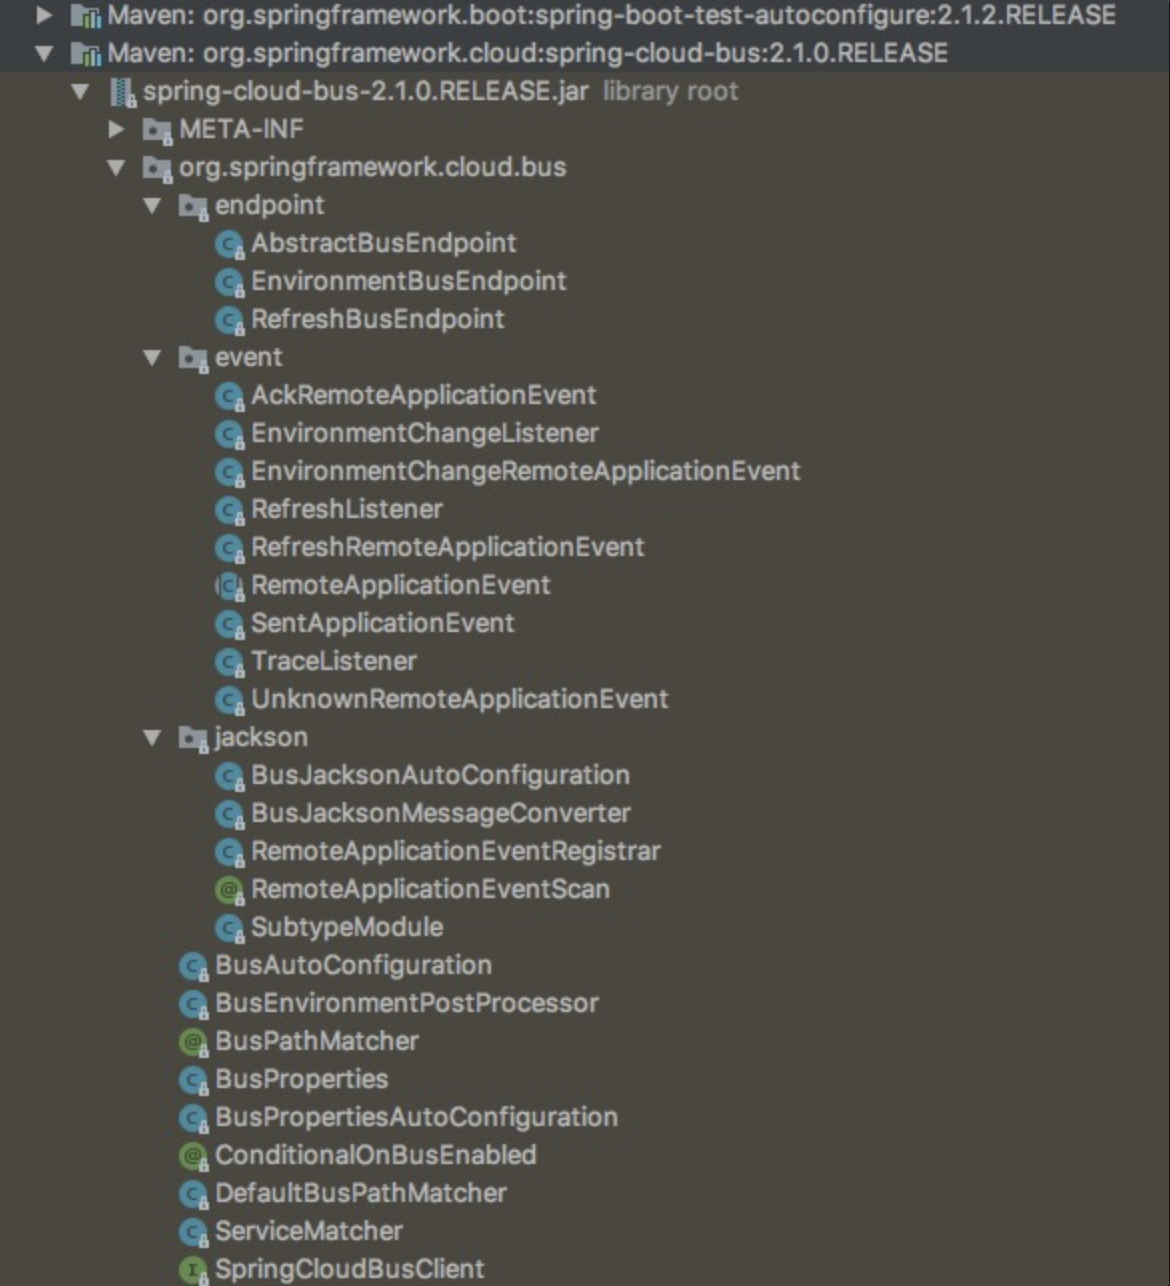 Maven: org.springframework.boot:spring-boot-test-autoconfigure:2.1.2.RELEASE
Maven: org.springframework.cloud:spring-cloud-bus:2.1.0.RELEASE
spring-cloud-bus-2.1.0.RELEASE.jar library root
META-INF
org.springframework.cloud.bus
endpoint
C AbstractBusEndpoint
C EnvironmentBusEndpoint
C RefreshBusEndpoint
event
C AckRemoteApplicationEvent
C EnvironmentChangeListener
C EnvironmentChangeRemoteApplicationEvent
C RefreshListener
C RefreshRemoteApplicationEvent
C RemoteApplicationEvent
C SentApplicationEvent
C TraceListener
C UnknownRemoteApplicationEvent
jackson
C BusJacksonAutoConfiguration
C BusJacksonMessageConverter
C RemoteApplicationEventRegistrar
@ RemoteApplicationEventScan
C SubtypeModule
C BusAutoConfiguration
C BusEnvironmentPostProcessor
@ BusPathMatcher
C BusProperties
C BusPropertiesAutoConfiguration
@ ConditionalOnBusEnabled
C DefaultBusPathMatcher
C ServiceMatcher
I SpringCloudBusClient